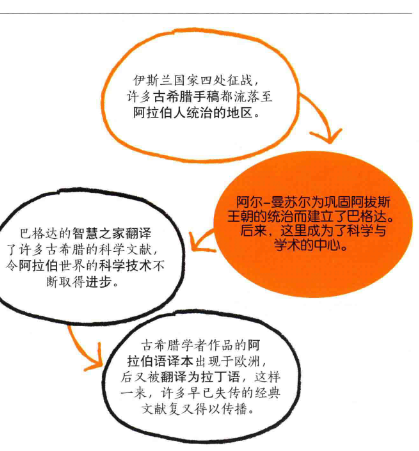 伊斯兰国家四处征战，
许多古希腊手稿都流落至
阿拉伯人统治的地区。
阿尔-曼苏尔为巩固阿拔斯
王朝的统治而建立了巴格达。
后来，这里成为了科学与
学术的中心。
巴格达的智慧之家翻译
了许多古希腊的科学文献，
令阿拉伯世界的科学技术不
断取得进步。
古希腊学者作品的阿
拉伯语译本出现于欧洲，
后又被翻译为拉丁语，这样
一来，许多早已失传的经典
文献复又得以传播。